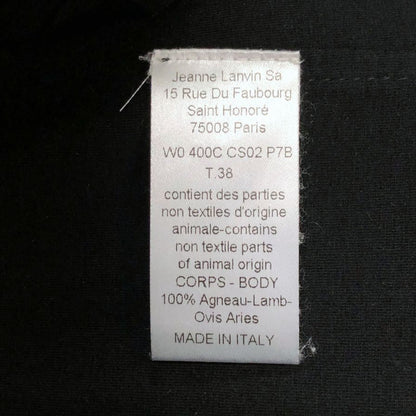 Jeanne Lanvin Sa
15 Rue Du Faubourg
Saint Honoré
75008 Paris
W0 400C CS02 P7B
T.38
contient des parties
non textiles d'origine
animale-contains
non textile parts
of animal origin
CORPS - BODY
100% Agneau-Lamb-
Ovis Aries
MADE IN ITALY